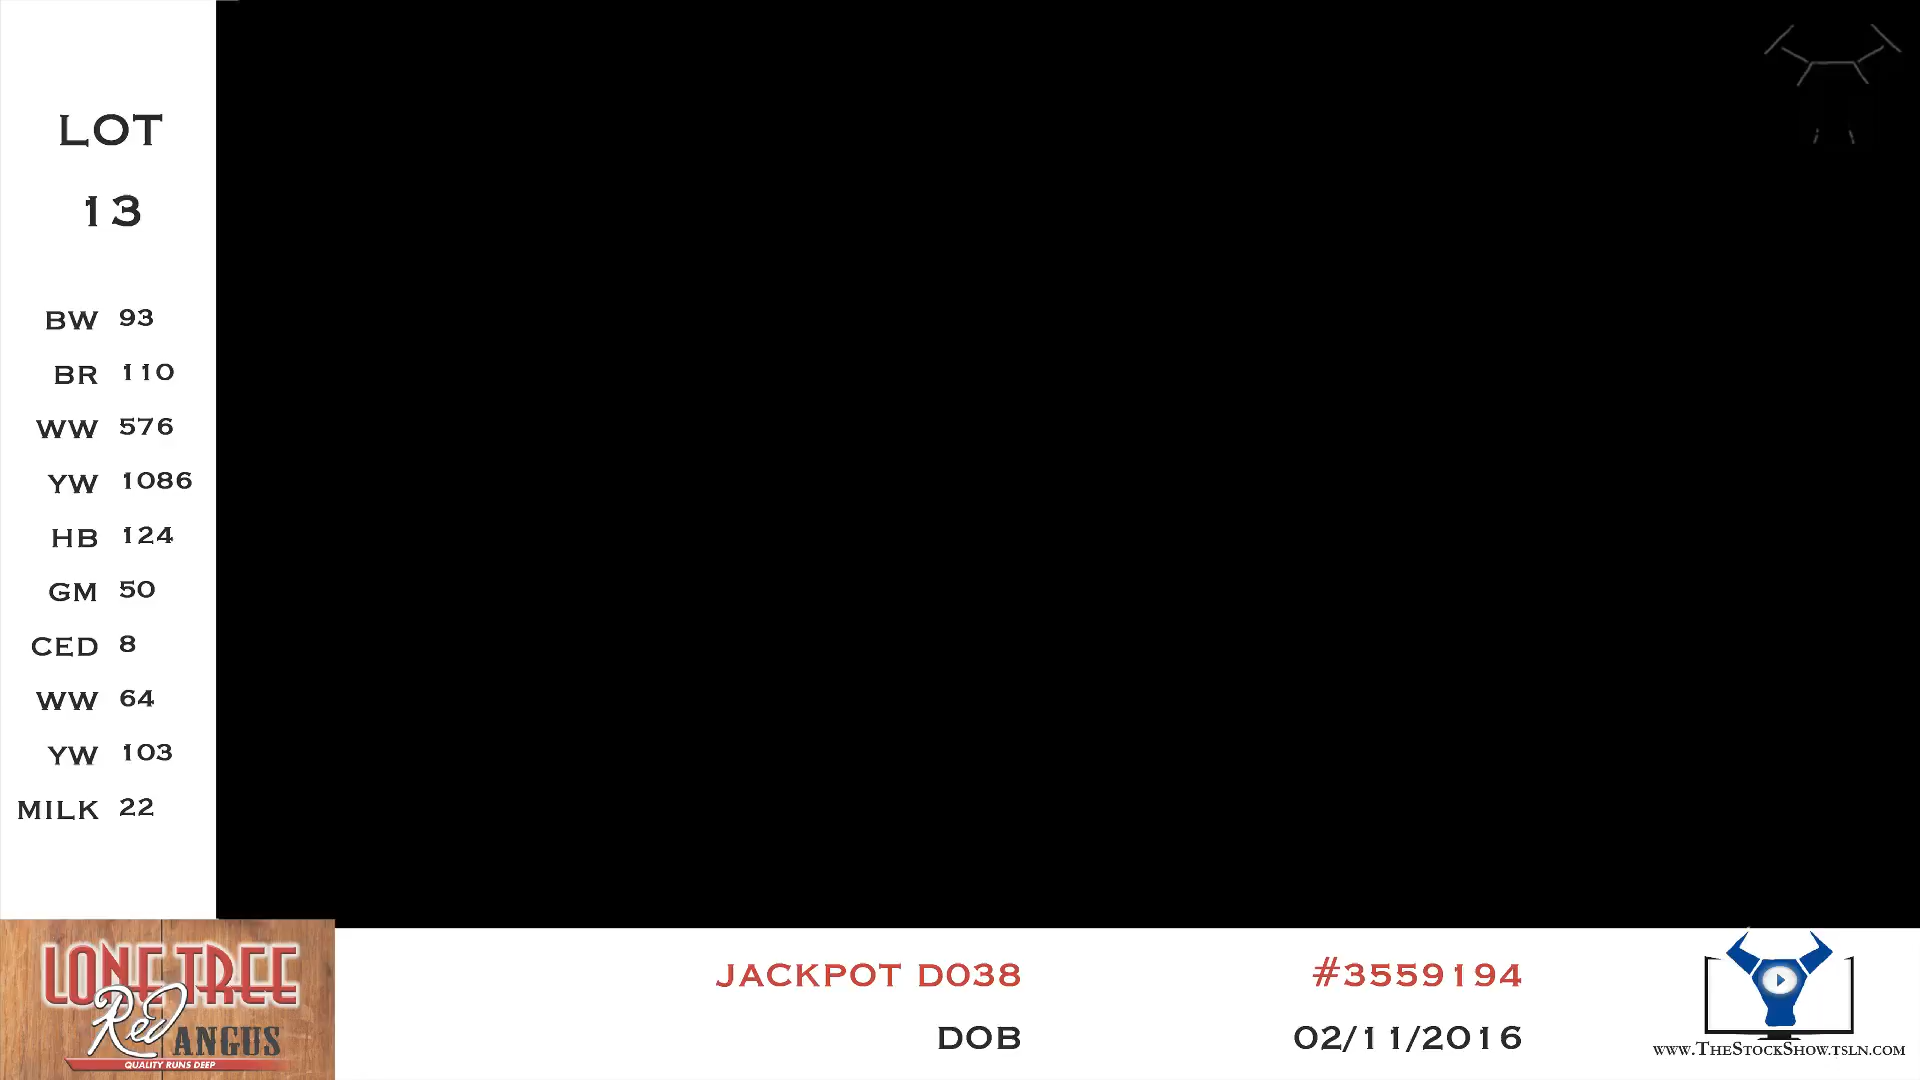 LOT
13
BW 93
BR 110
WW 576
YW 1086
HB 124
GM 50
CED 8
WW 64
YW 103
MILK 22
LONE TREE
Red ANGUS
QUALITY RUNS DEEP
JACKPOT D038 #3559194
DOB 02/11/2016
www.TheStockShow.tsln.com